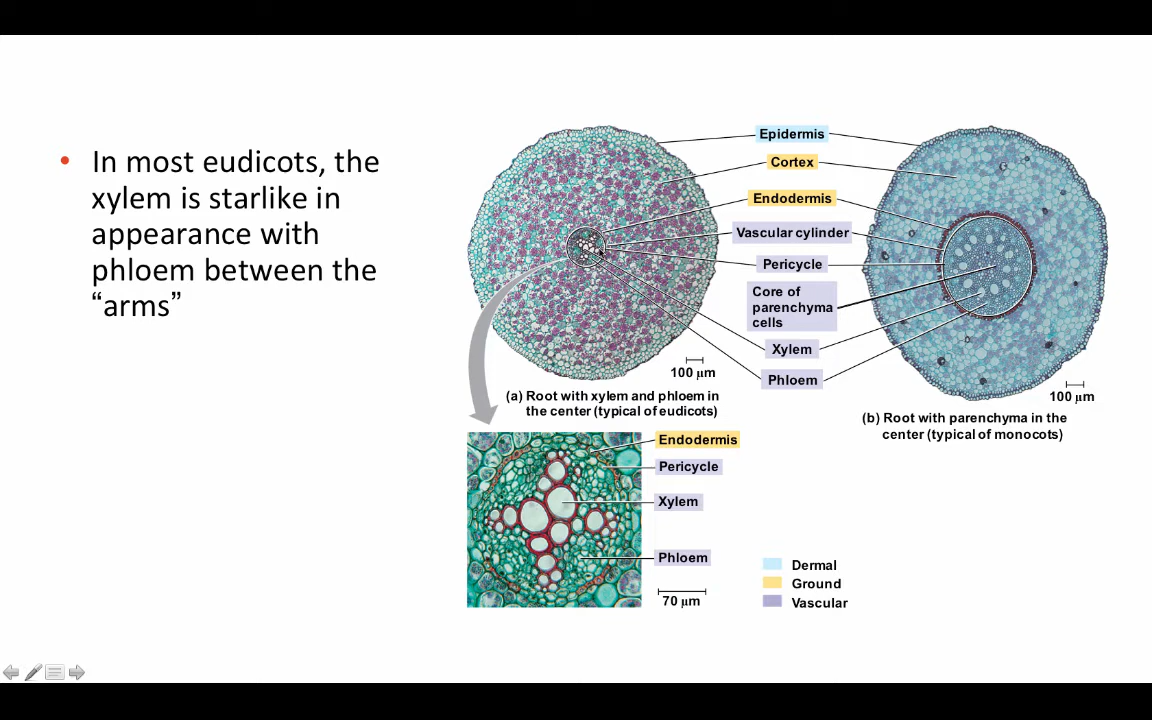 • In most eudicots, the
xylem is starlike in
appearance with
phloem between the
“arms”
Epidermis
Cortex
Endodermis
Vascular cylinder
Pericycle
Core of
parenchyma
cells
Xylem
Phloem
100 μm
(a) Root with xylem and phloem in
the center (typical of eudicots)
100 μm
(b) Root with parenchyma in the
center (typical of monocots)
Endodermis
Pericycle
Xylem
Phloem
70 μm
Dermal
Ground
Vascular